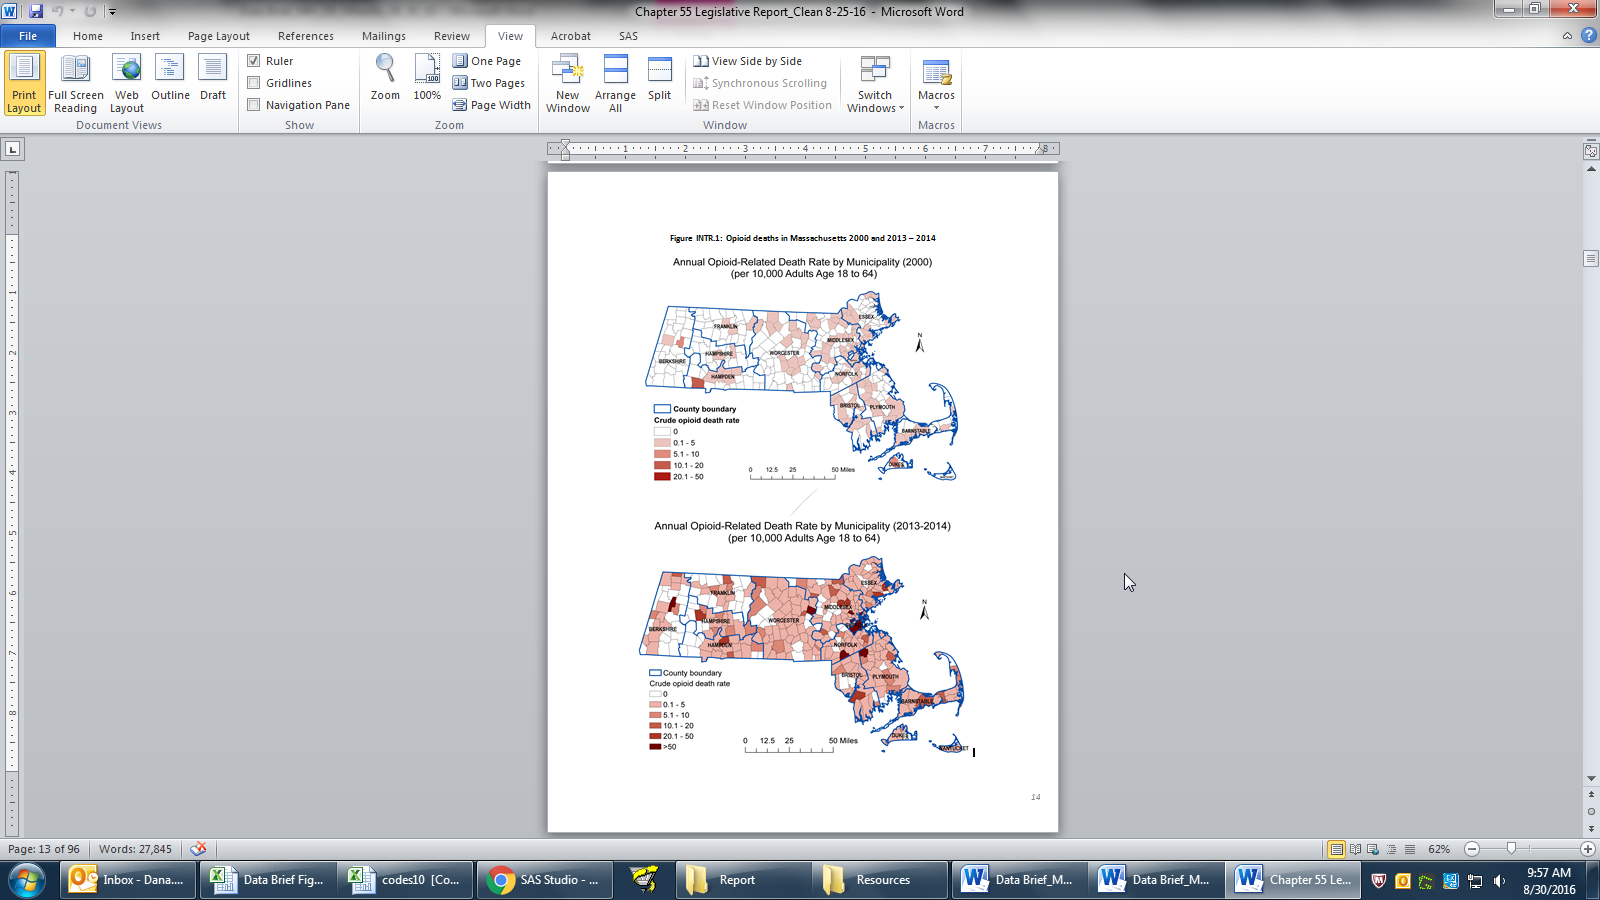 Chapter 55 Legislative Report_Clean 8-25-16 - Microsoft Word
File Home Insert Page Layout References Mailings Review View Acrobat SAS
Print Layout
Full Screen Reading
Web Layout
Outline
Draft
Document Views
Ruler
Gridlines
Navigation Pane
Show
Zoom
100%
One Page
Two Pages
Page Width
Zoom
New Window
Arrange All
Split
View Side by Side
Synchronous Scrolling
Reset Window Position
Window
Switch Windows
Macros
Macros
1 2 3 4 5 6 7 8
Figure INTR.1: Opioid deaths in Massachusetts 2000 and 2013 – 2014
Annual Opioid-Related Death Rate by Municipality (2000)
(per 10,000 Adults Age 18 to 64)
ESSEX
FRANKLIN
N
MIDDLESEX
HAMPSHIRE
WORCESTER
BERKSHIRE
HAMPDEN
NORFOLK
BRISTOL
PLYMOUTH
BARNSTABLE
DUKES
County boundary
Crude opioid death rate
0
0.1 - 5
5.1 - 10
10.1 - 20
20.1 - 50
0 12.5 25 50 Miles
Annual Opioid-Related Death Rate by Municipality (2013-2014)
(per 10,000 Adults Age 18 to 64)
ESSEX
FRANKLIN
N
MIDDLESEX
HAMPSHIRE
WORCESTER
BERKSHIRE
HAMPDEN
NORFOLK
BRISTOL
PLYMOUTH
BARNSTABLE
DUKES
NANTUCKET
County boundary
Crude opioid death rate
0
0.1 - 5
5.1 - 10
10.1 - 20
20.1 - 50
>50
0 12.5 25 50 Miles
14
Page: 13 of 96 Words: 27,845 62%
Inbox - Dana.... Data Brief Fig... codes10 [Co... SAS Studio - ... Report Resources Data Brief_M... Data Brief_M... Chapter 55 Le...
9:57 AM
8/30/2016